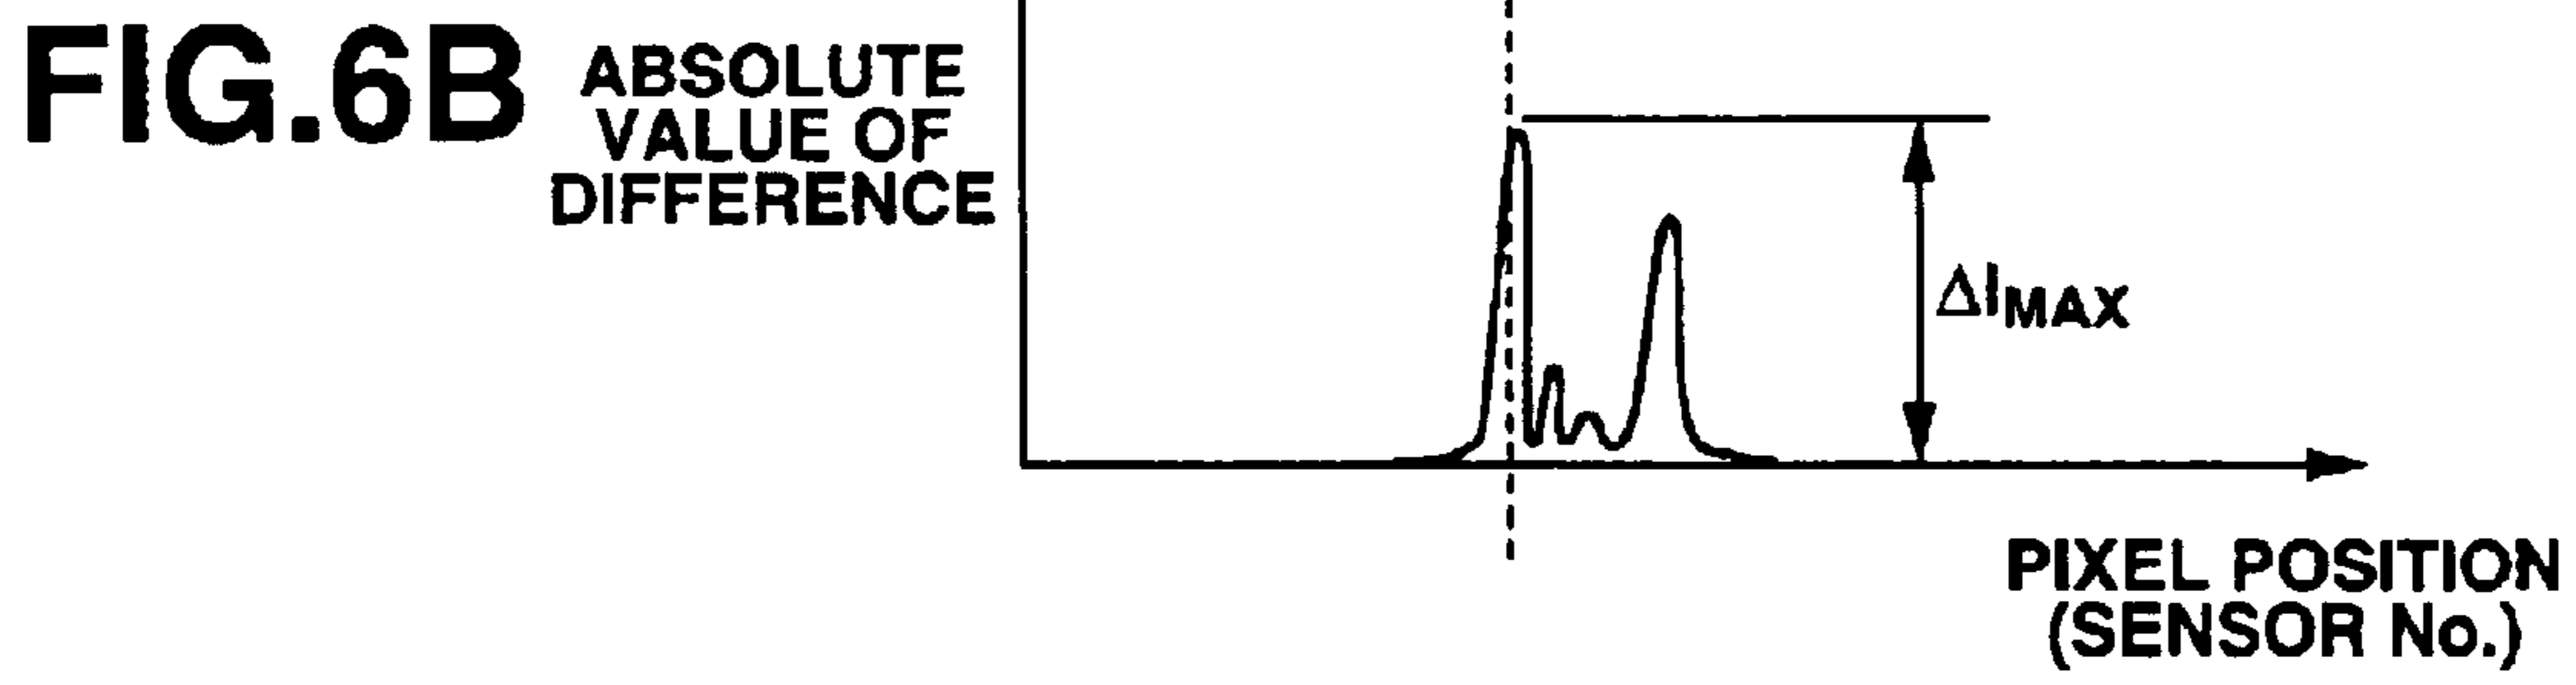 FIG.6B
ABSOLUTE
VALUE OF
DIFFERENCE
ΔIMAX
PIXEL POSITION
(SENSOR No.)